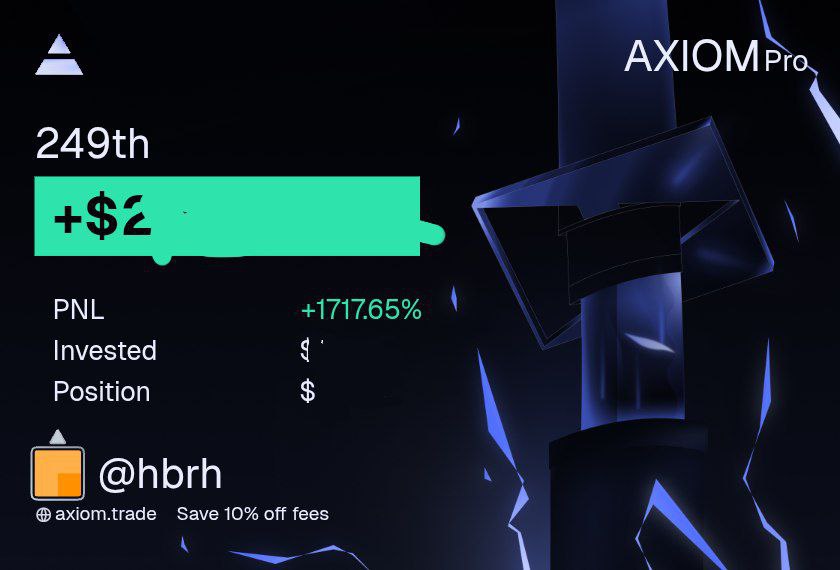 AXIOM Pro
249th
+$2
PNL +1717.65%
Invested $
Position $
@hbrh
axiom.trade Save 10% off fees